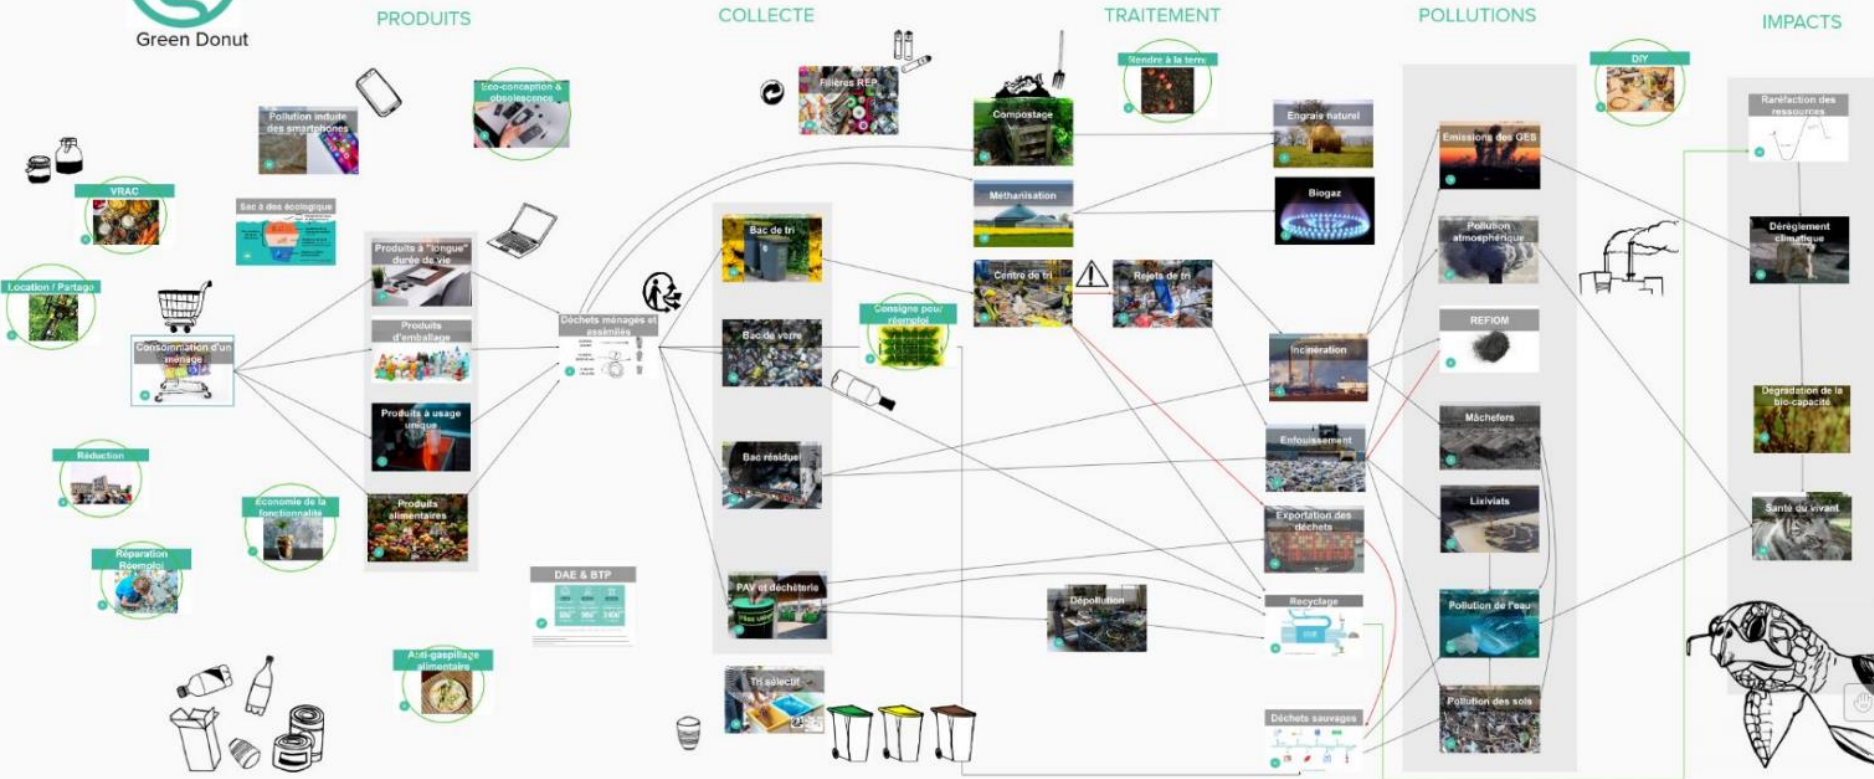 Green Donut
PRODUITS
COLLECTE
TRAITEMENT
POLLUTIONS
IMPACTS
Pollution induite
des smartphones
Eco-conception &
obsolescence
Filières REP
Rendre à la terre
DIY
Raréfaction des
ressources
Compostage
Engrais naturel
Emissions des GES
VRAC
Sac à dos écologique
Méthanisation
Biogaz
Produits à "longue"
durée de vie
Bac de tri
Pollution
atmosphérique
Dérèglement
climatique
Location / Partage
Centre de tri
Rejets de tri
Déchets ménagés et
assimilés
Consigne pour
réemploi
Produits
d'emballage
Bac de verre
REFIOM
Consommation d'un
ménage
Incinération
Dégradation de la
bio-capacité
Produits à usage
unique
Mâchefers
Enfouissement
Réduction
Bac résiduel
Économie de la
fonctionnalité
Produits
alimentaires
Lixiviats
Santé du vivant
Exportation des
déchets
Réparation
Réemploi
DAE & BTP
PAV et déchèterie
Dépollution
Recyclage
Pollution de l'eau
Anti-gaspillage
alimentaire
Tri sélectif
Déchets sauvages
Pollution des sols